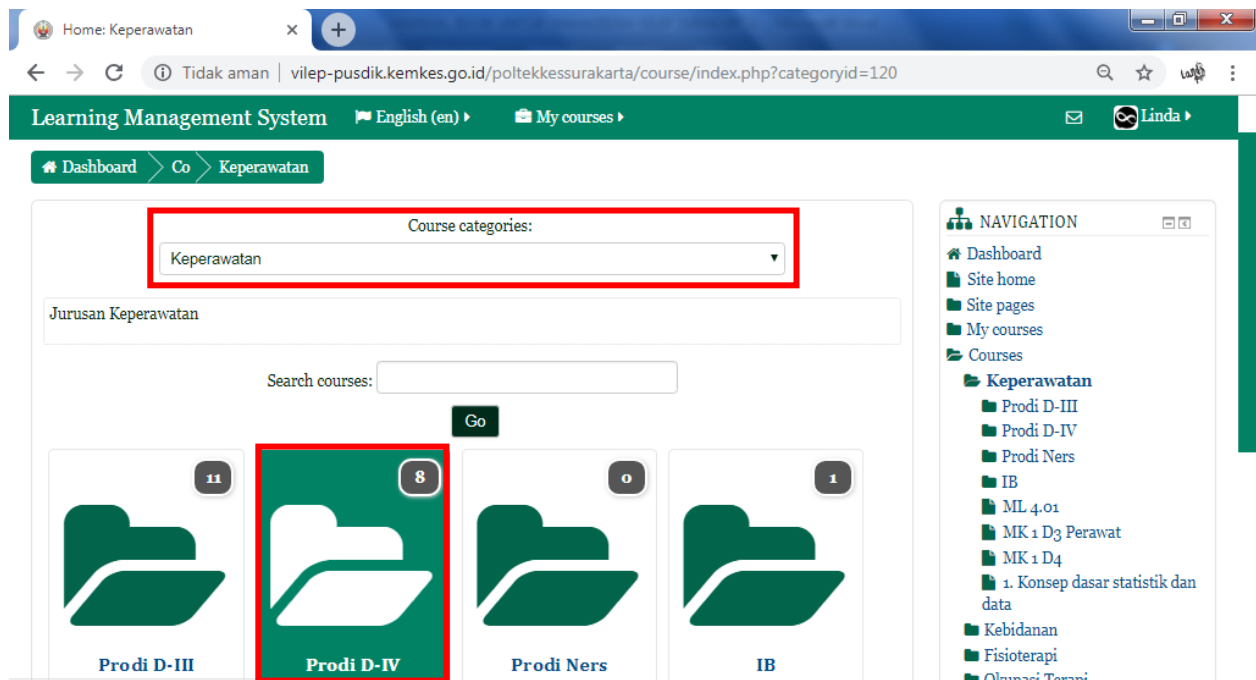 Home: Keperawatan
Tidak aman | vilep-pusdik.kemkes.go.id/poltekkessurakarta/course/index.php?categoryid=120
Learning Management System English (en) My courses Linda
Dashboard Co Keperawatan
Course categories:
Keperawatan
Jurusan Keperawatan
Search courses:
Go
11 8 0 1
Prodi D-III Prodi D-IV Prodi Ners IB
NAVIGATION
Dashboard
Site home
Site pages
My courses
Courses
Keperawatan
Prodi D-III
Prodi D-IV
Prodi Ners
IB
ML 4.01
MK 1 D3 Perawat
MK 1 D4
1. Konsep dasar statistik dan
data
Kebidanan
Fisioterapi
Okupasi Terapi